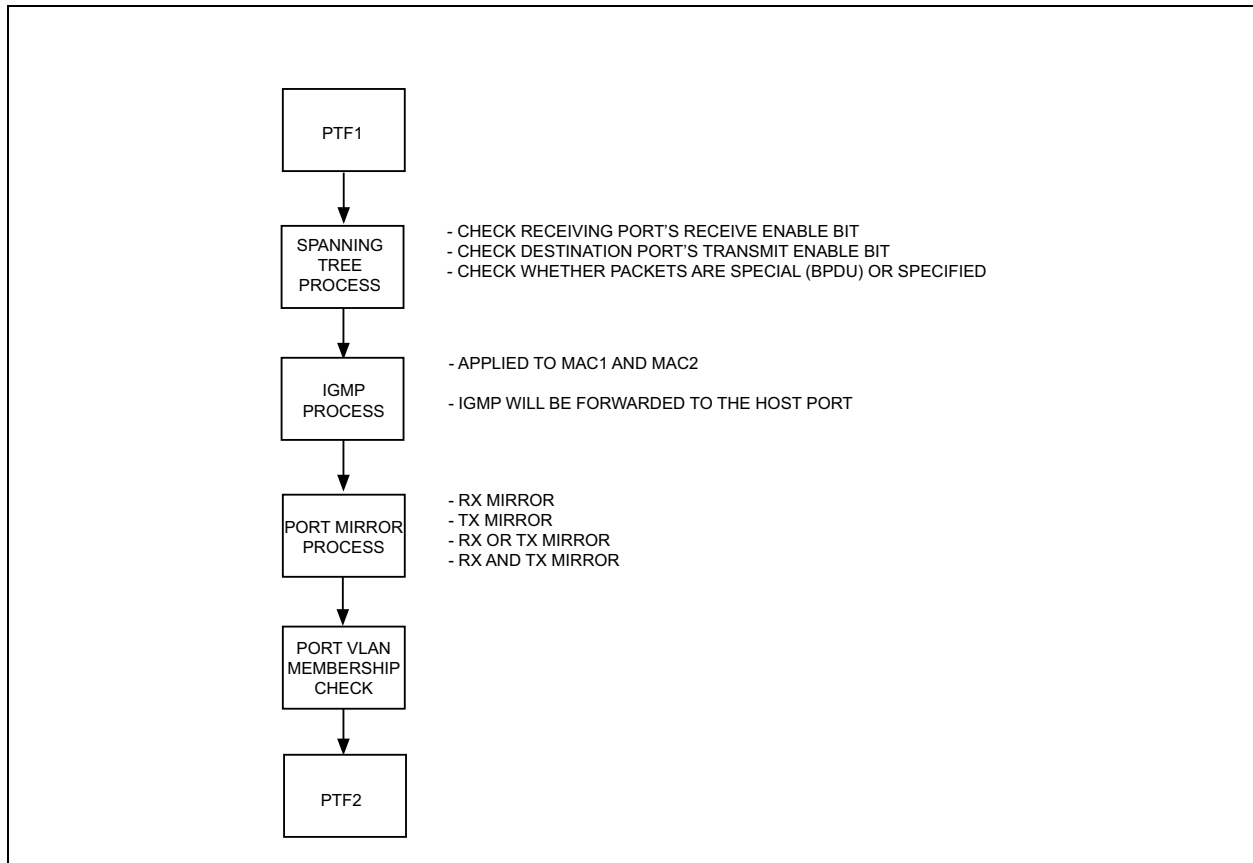 PTF1
SPANNING
TREE
PROCESS
- CHECK RECEIVING PORT’S RECEIVE ENABLE BIT
- CHECK DESTINATION PORT’S TRANSMIT ENABLE BIT
- CHECK WHETHER PACKETS ARE SPECIAL (BPDU) OR SPECIFIED
IGMP
PROCESS
- APPLIED TO MAC1 AND MAC2
- IGMP WILL BE FORWARDED TO THE HOST PORT
PORT MIRROR
PROCESS
- RX MIRROR
- TX MIRROR
- RX OR TX MIRROR
- RX AND TX MIRROR
PORT VLAN
MEMBERSHIP
CHECK
PTF2